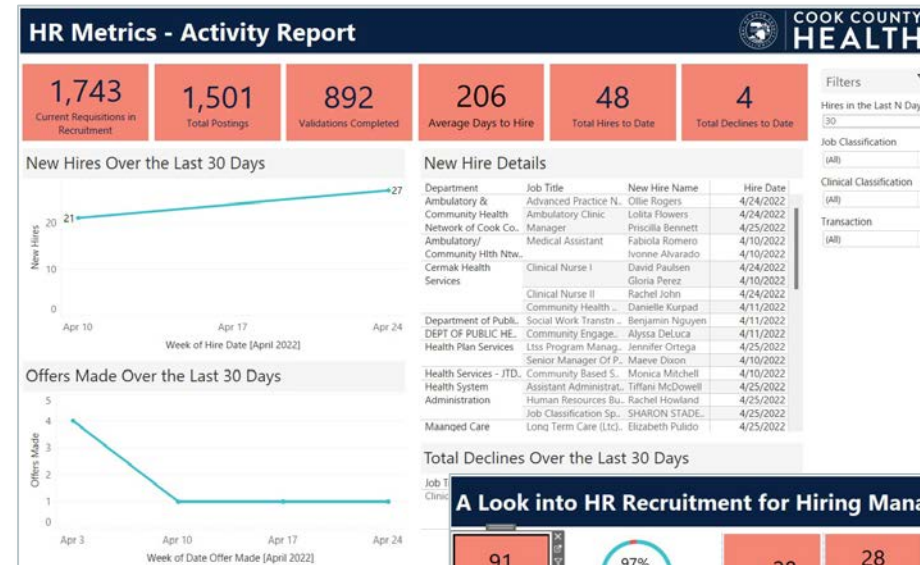 HR Metrics - Activity Report
COOK COUNTY
HEALTH
1,743
Current Requisitions in
Recruitment
1,501
Total Postings
892
Validations Completed
206
Average Days to Hire
48
Total Hires to Date
4
Total Declines to Date
Filters
Hires in the Last N Day
30
Job Classification
(All)
Clinical Classification
(All)
Transaction
(All)
New Hires Over the Last 30 Days
New Hires
20
10
0
21
27
Apr 10 Apr 17 Apr 24
Week of Hire Date [April 2022]
Offers Made Over the Last 30 Days
Offers Made
5
4
3
2
1
0
Apr 3 Apr 10 Apr 17 Apr 24
Week of Date Offer Made [April 2022]
New Hire Details
Department Job Title New Hire Name Hire Date
Ambulatory & Advanced Practice N.. Ollie Rogers 4/24/2022
Community Health Ambulatory Clinic Lolita Flowers 4/24/2022
Network of Cook Co.. Manager Priscilla Bennett 4/25/2022
Ambulatory/ Medical Assistant Fabiola Romero 4/10/2022
Community Hlth Ntw.. Ivonne Alvarado 4/10/2022
Cermak Health Clinical Nurse I David Paulsen 4/24/2022
Services Gloria Perez 4/10/2022
Clinical Nurse II Rachel John 4/24/2022
Community Health .. Danielle Kurpad 4/11/2022
Department of Publi.. Social Work Transtn .. Benjamin Nguyen 4/11/2022
DEPT OF PUBLIC HE.. Community Engage.. Alyssa DeLuca 4/11/2022
Health Plan Services Ltss Program Manag.. Jennifer Ortega 4/25/2022
Senior Manager Of P.. Maeve Dixon 4/10/2022
Health Services - JTD.. Community Based S.. Monica Mitchell 4/10/2022
Health System Assistant Administrat.. Tiffani McDowell 4/25/2022
Administration Human Resources Bu.. Rachel Howland 4/25/2022
Job Classification Sp.. SHARON STADE.. 4/25/2022
Maanged Care Long Term Care (Ltc).. Elizabeth Pulido 4/25/2022
Total Declines Over the Last 30 Days
Job T
Clinic
A Look into HR Recruitment for Hiring Mana
91
97%
28